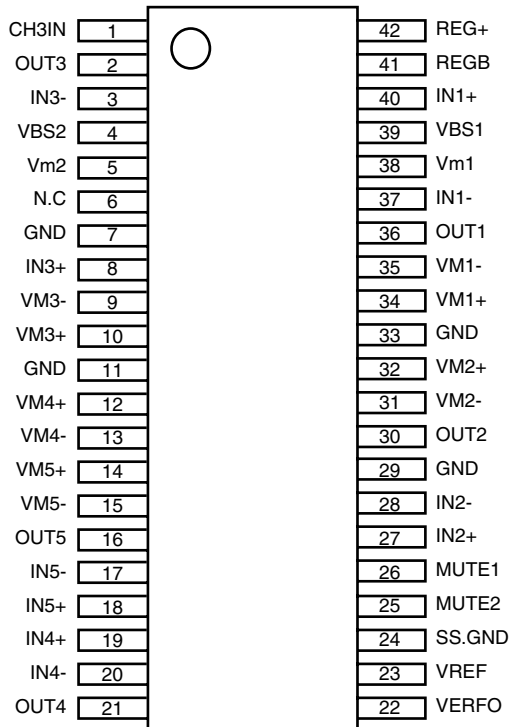 CH3IN 1 42 REG+
OUT3 2 41 REGB
IN3- 3 40 IN1+
VBS2 4 39 VBS1
Vm2 5 38 Vm1
N.C 6 37 IN1-
GND 7 36 OUT1
IN3+ 8 35 VM1-
VM3- 9 34 VM1+
VM3+ 10 33 GND
GND 11 32 VM2+
VM4+ 12 31 VM2-
VM4- 13 30 OUT2
VM5+ 14 29 GND
VM5- 15 28 IN2-
OUT5 16 27 IN2+
IN5- 17 26 MUTE1
IN5+ 18 25 MUTE2
IN4+ 19 24 SS.GND
IN4- 20 23 VREF
OUT4 21 22 VERFO